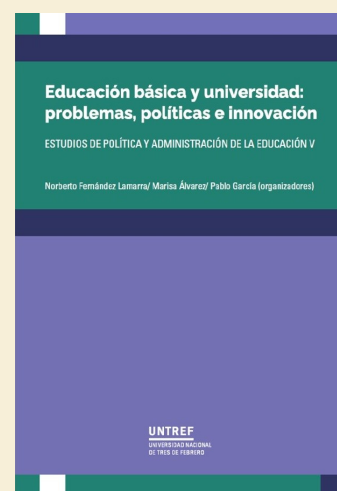 Educación básica y universidad:
problemas, políticas e innovación
ESTUDIOS DE POLÍTICA Y ADMINISTRACIÓN DE LA EDUCACIÓN V
Norberto Fernández Lamarra/ Marisa Álvarez/ Pablo García (organizadores)
UNTREF
UNIVERSIDAD NACIONAL
DE TRES DE FEBRERO